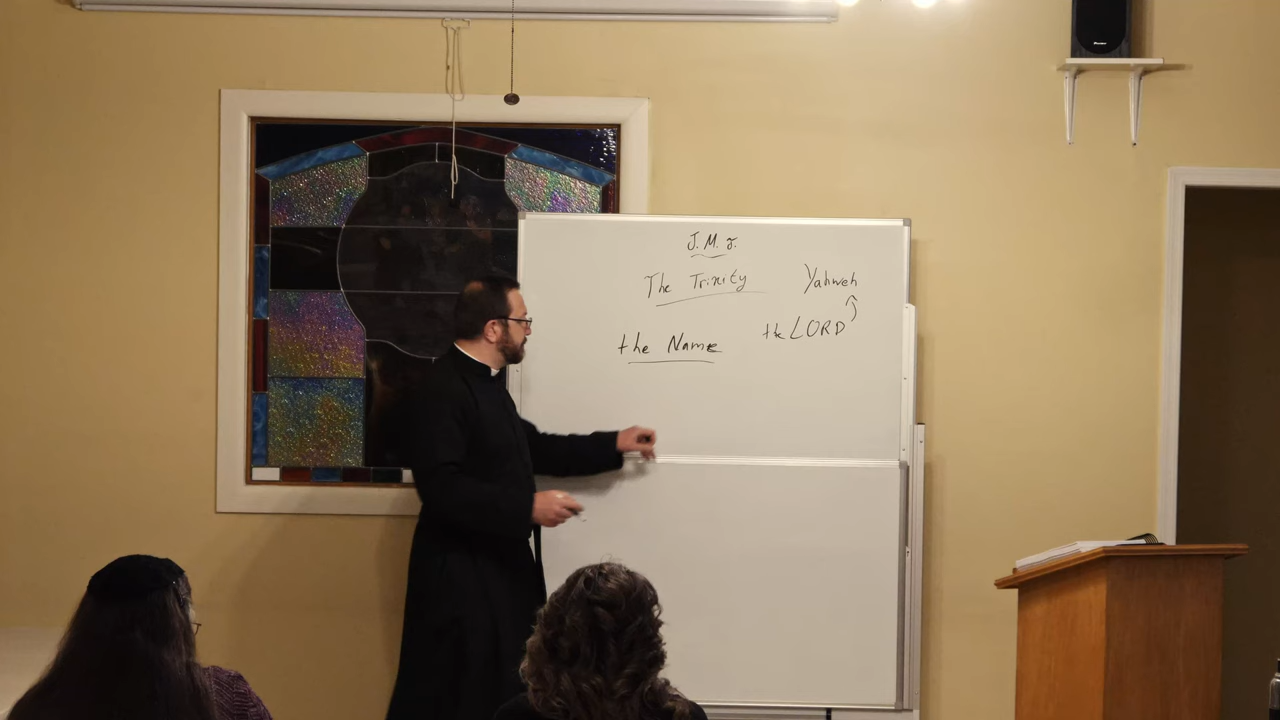 J. M. J.
The Trinity
Yahweh
the LORD
the Name